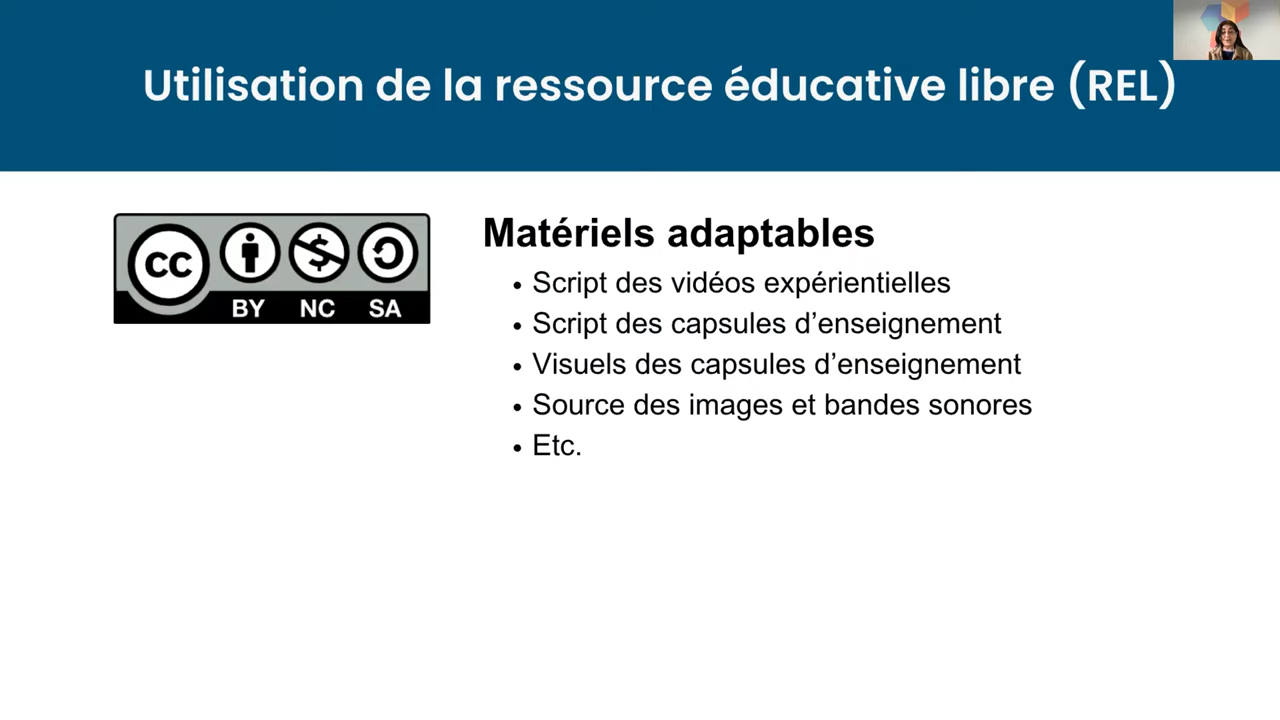 Utilisation de la ressource éducative libre (REL)
CC BY NC SA
Matériels adaptables
• Script des vidéos expérientielles
• Script des capsules d’enseignement
• Visuels des capsules d’enseignement
• Source des images et bandes sonores
• Etc.